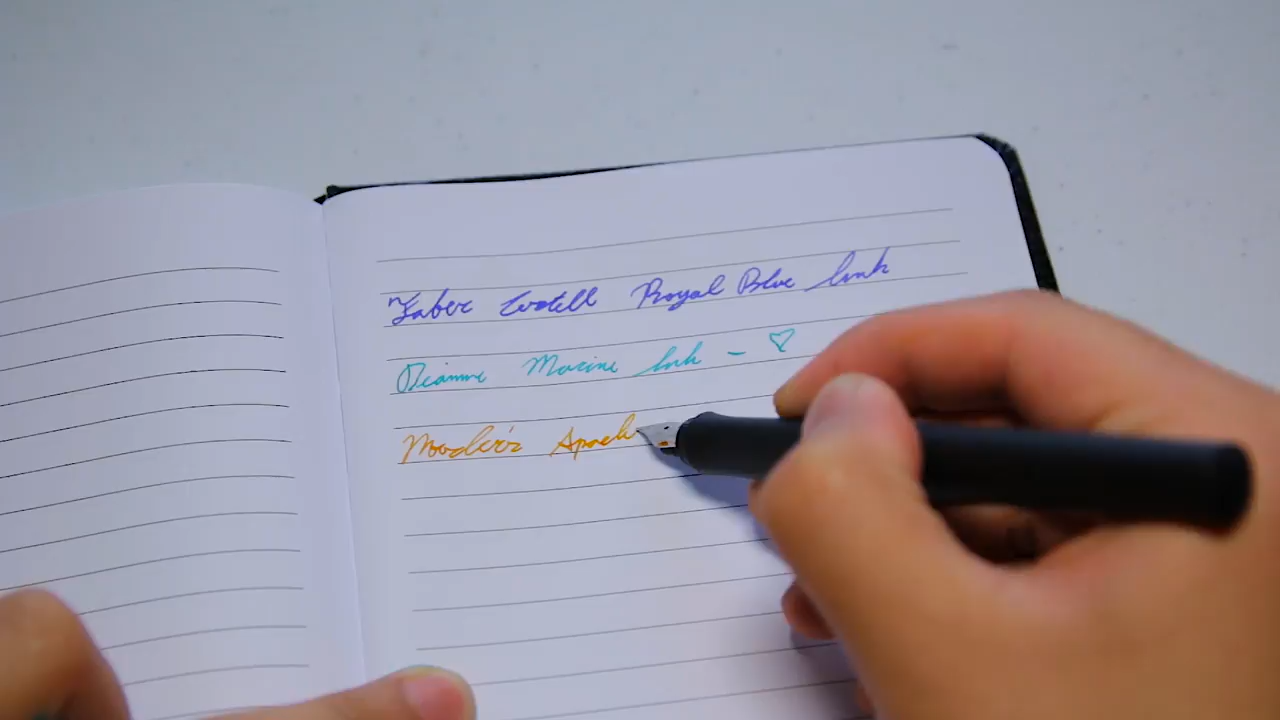 "Faber Castell Royal Blue Ink
Diamine Marine Ink - ♡
Noodler's Apach